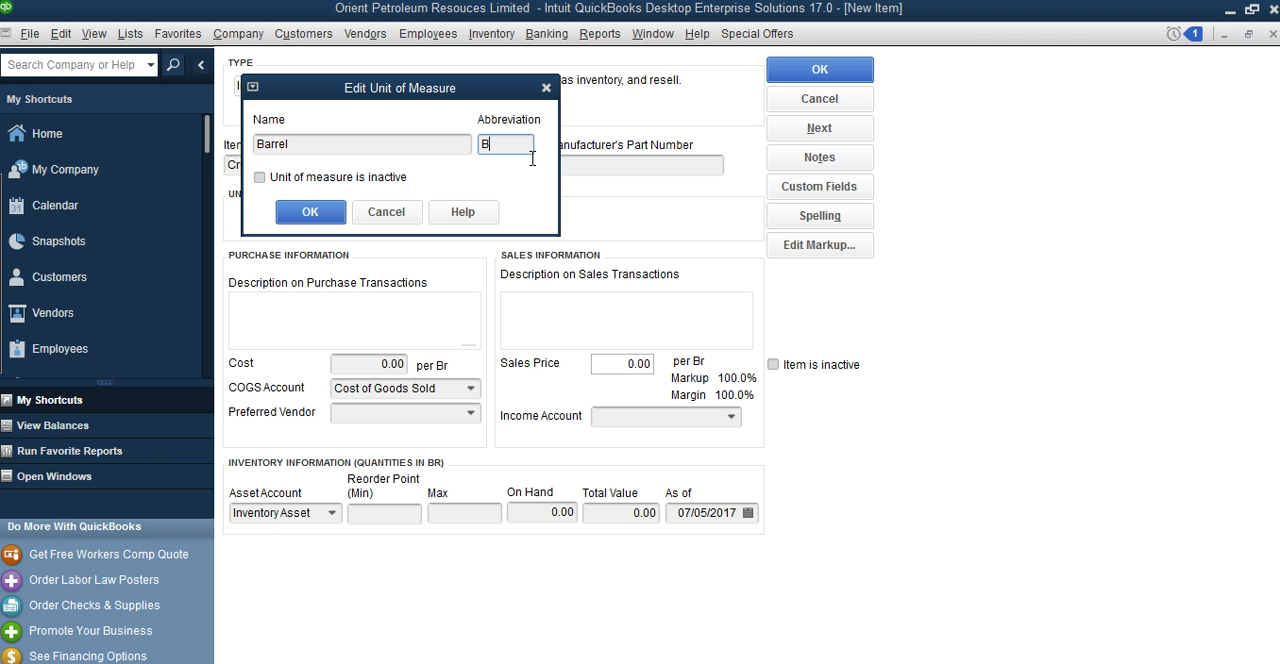 qb Orient Petroleum Resouces Limited - Intuit QuickBooks Desktop Enterprise Solutions 17.0 - [New Item]
File Edit View Lists Favorites Company Customers Vendors Employees Inventory Banking Reports Window Help Special Offers 1
Search Company or Help
My Shortcuts
Home
My Company
Calendar
Snapshots
Customers
Vendors
Employees
My Shortcuts
View Balances
Run Favorite Reports
Open Windows
Do More With QuickBooks
Get Free Workers Comp Quote
Order Labor Law Posters
Order Checks & Supplies
Promote Your Business
See Financing Options
TYPE
as inventory, and resell.
Edit Unit of Measure
Name Abbreviation
Barrel B
Unit of measure is inactive
OK Cancel Help
PURCHASE INFORMATION
Description on Purchase Transactions
Cost 0.00 per Br
COGS Account Cost of Goods Sold
Preferred Vendor
SALES INFORMATION
Description on Sales Transactions
Sales Price 0.00 per Br
Markup 100.0%
Margin 100.0%
Income Account
INVENTORY INFORMATION (QUANTITIES IN BR)
Asset Account Reorder Point (Min) Max On Hand Total Value As of
Inventory Asset 0.00 0.00 07/05/2017
OK
Cancel
Next
Notes
Custom Fields
Spelling
Edit Markup...
Item is inactive